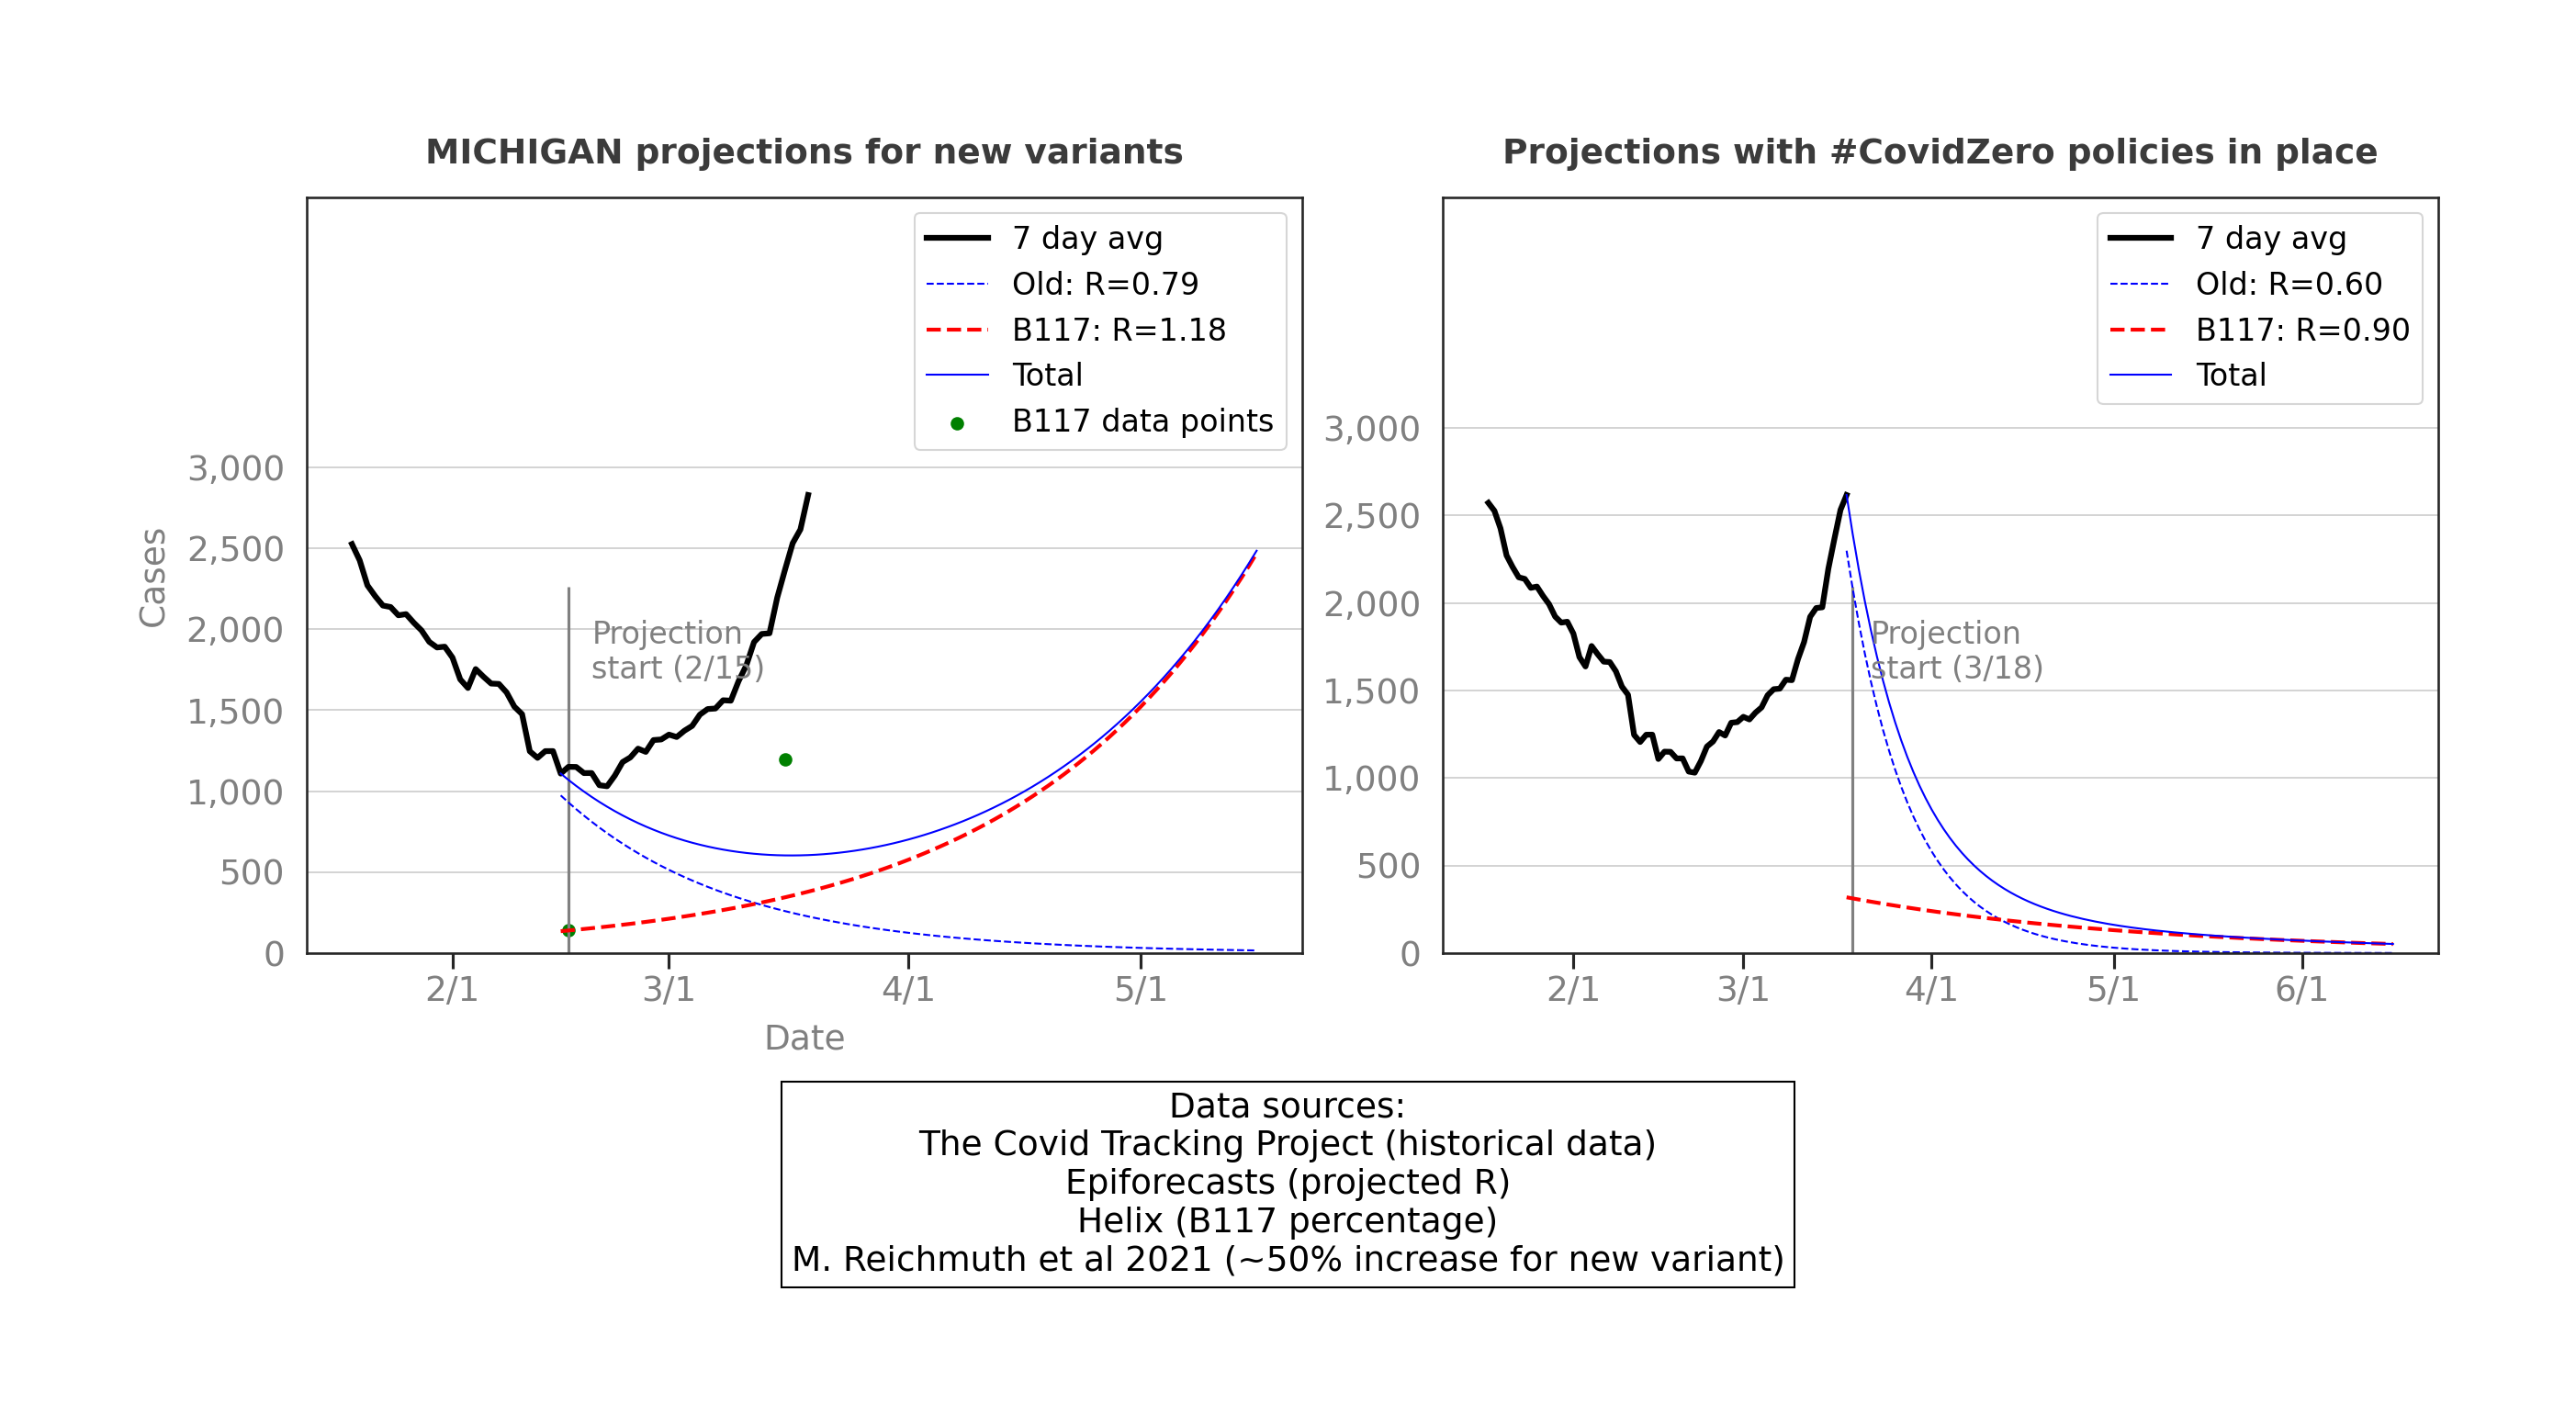 MICHIGAN projections for new variants
7 day avg
Old: R=0.79
B117: R=1.18
Total
B117 data points
Cases
3,000
2,500
2,000
1,500
1,000
500
0
Projection
start (2/15)
2/1
3/1
4/1
5/1
Date
Projections with #CovidZero policies in place
7 day avg
Old: R=0.60
B117: R=0.90
Total
3,000
2,500
2,000
1,500
1,000
500
0
Projection
start (3/18)
2/1
3/1
4/1
5/1
6/1
Data sources:
The Covid Tracking Project (historical data)
Epiforecasts (projected R)
Helix (B117 percentage)
M. Reichmuth et al 2021 (~50% increase for new variant)